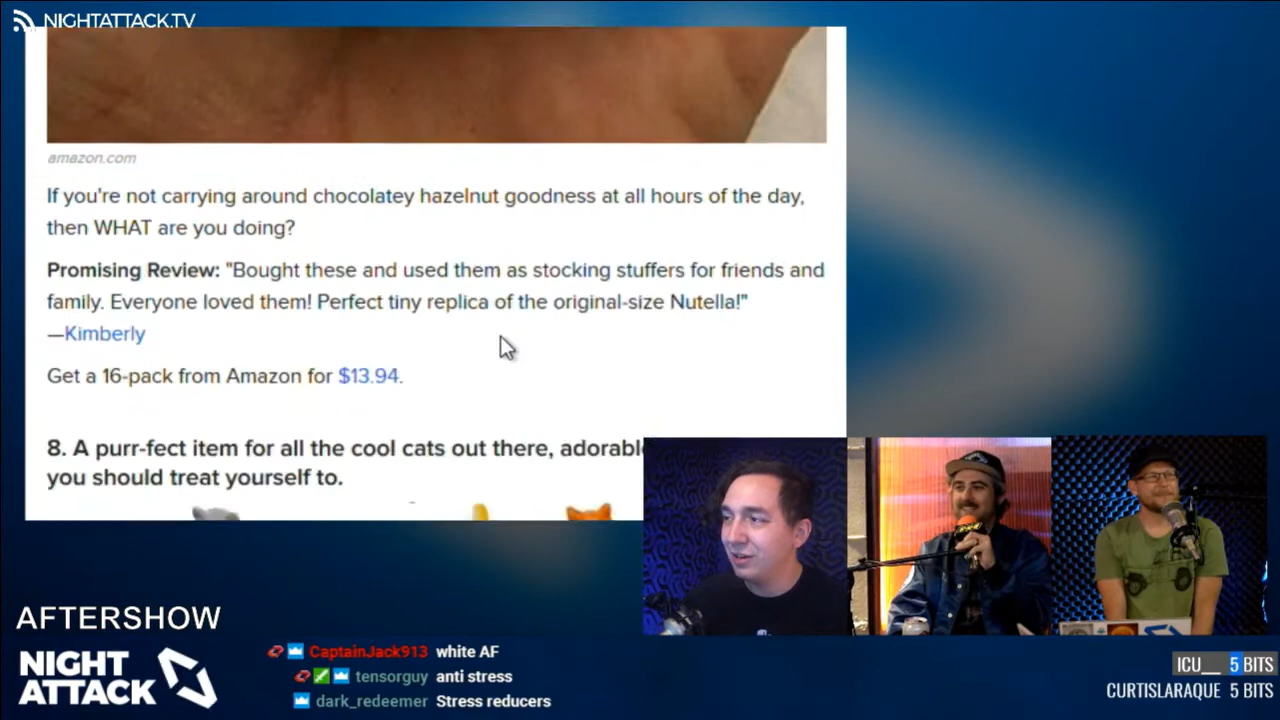 NIGHTATTACK.TV
amazon.com
If you're not carrying around chocolatey hazelnut goodness at all hours of the day,
then WHAT are you doing?
Promising Review: "Bought these and used them as stocking stuffers for friends and
family. Everyone loved them! Perfect tiny replica of the original-size Nutella!"
—Kimberly
Get a 16-pack from Amazon for $13.94.
8. A purr-fect item for all the cool cats out there, adorable
you should treat yourself to.
AFTERSHOW
NIGHT
ATTACK
CaptainJack913 white AF
tensorguy anti stress
dark_redeemer Stress reducers
ICU__ 5 BITS
CURTISLARAQUE 5 BITS